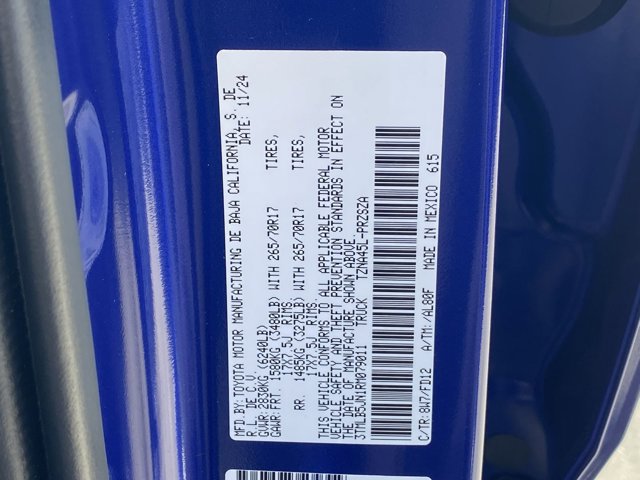 MFD.BY:TOYOTA MOTOR MANUFACTURING DE BAJA CALIFORNIA, S. DE
R.L. DE C.V. DATE: 11/24
GVWR:2830KG (6240LB)
GAWR:FRT 1580KG (3480LB) WITH 265/70R17 TIRES,
17X7.5J RIMS.
RR. 1485KG (3275LB) WITH 265/70R17 TIRES,
17X7.5J RIMS.
THIS VEHICLE CONFORMS TO ALL APPLICABLE FEDERAL MOTOR
VEHICLE SAFETY AND THEFT PREVENTION STANDARDS IN EFFECT ON
THE DATE OF MANUFACTURE SHOWN ABOVE.
3TMLB5JN1RM079011 TRUCK TZNA45L-PRZSZA
C/TR:8W7/FD12 A/TM:/AL80F MADE IN MEXICO 615